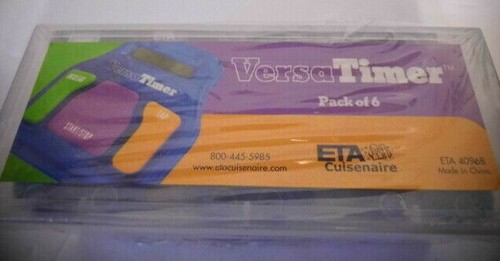 VersaTimer™
VersaTimer™
Pack of 6
START/STOP
800-445-5985
www.etacuisenaire.com
ETA
Cuisenaire
ETA 40968
Made in China